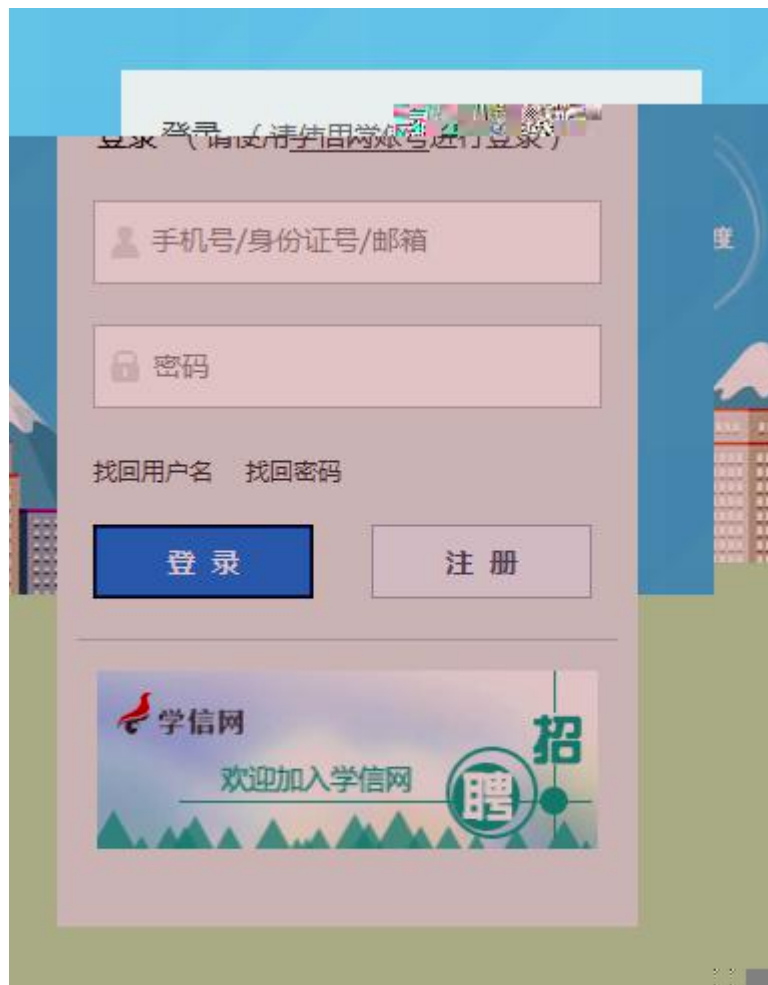 登录 （请使用学信网账号进行登录）
度
手机号/身份证号/邮箱
密码
找回用户名 找回密码
登 录 注 册
学信网
欢迎加入学信网
招
聘